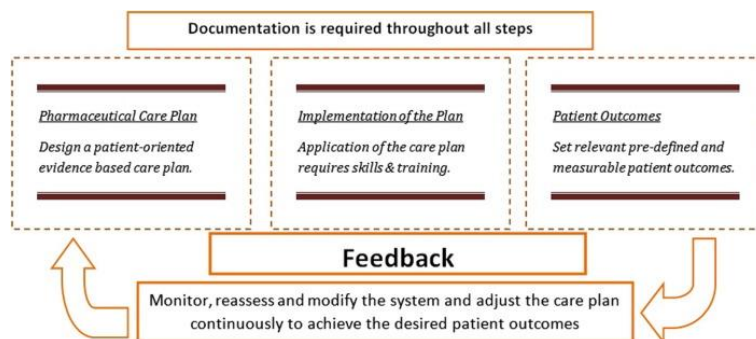 Documentation is required throughout all steps
Pharmaceutical Care Plan
Design a patient-oriented
evidence based care plan.
Implementation of the Plan
Application of the care plan
requires skills & training.
Patient Outcomes
Set relevant pre-defined and
measurable patient outcomes.
Feedback
Monitor, reassess and modify the system and adjust the care plan
continuously to achieve the desired patient outcomes